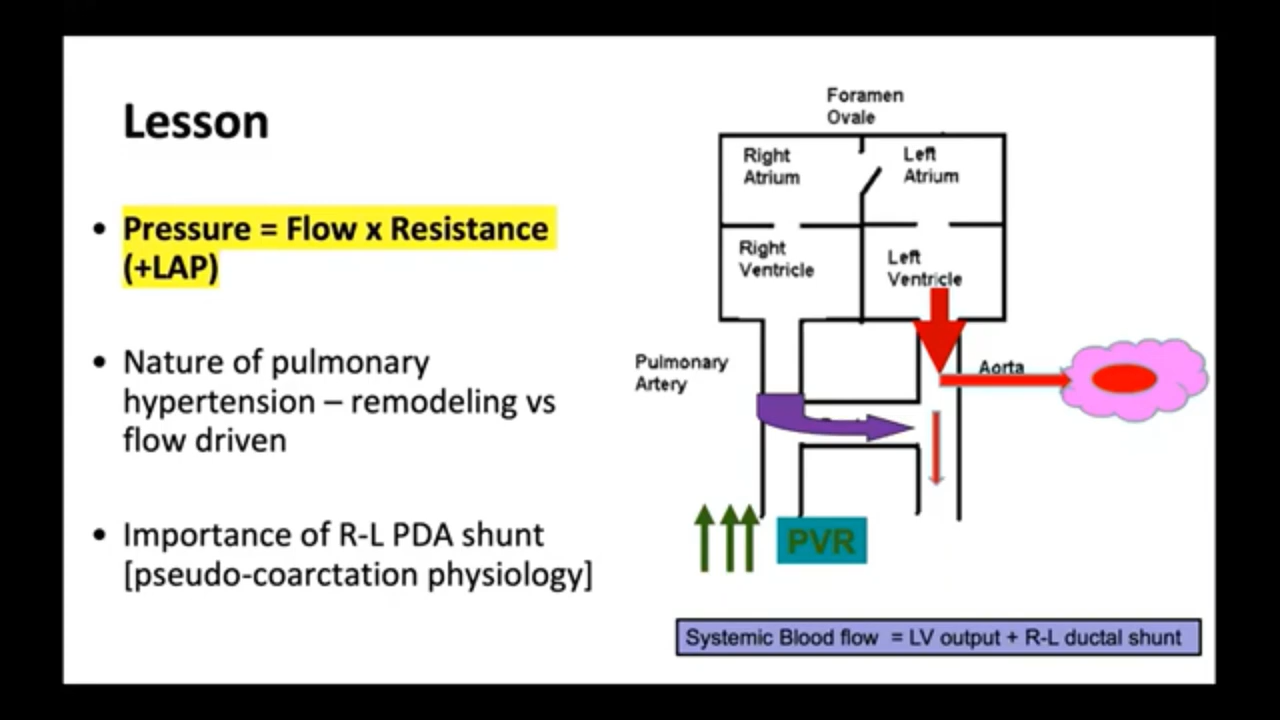 Lesson
• Pressure = Flow x Resistance
(+LAP)
• Nature of pulmonary
hypertension – remodeling vs
flow driven
• Importance of R-L PDA shunt
[pseudo-coarctation physiology]
Foramen
Ovale
Right
Atrium
Left
Atrium
Right
Ventricle
Left
Ventricle
Pulmonary
Artery
Aorta
PVR
Systemic Blood flow = LV output + R-L ductal shunt